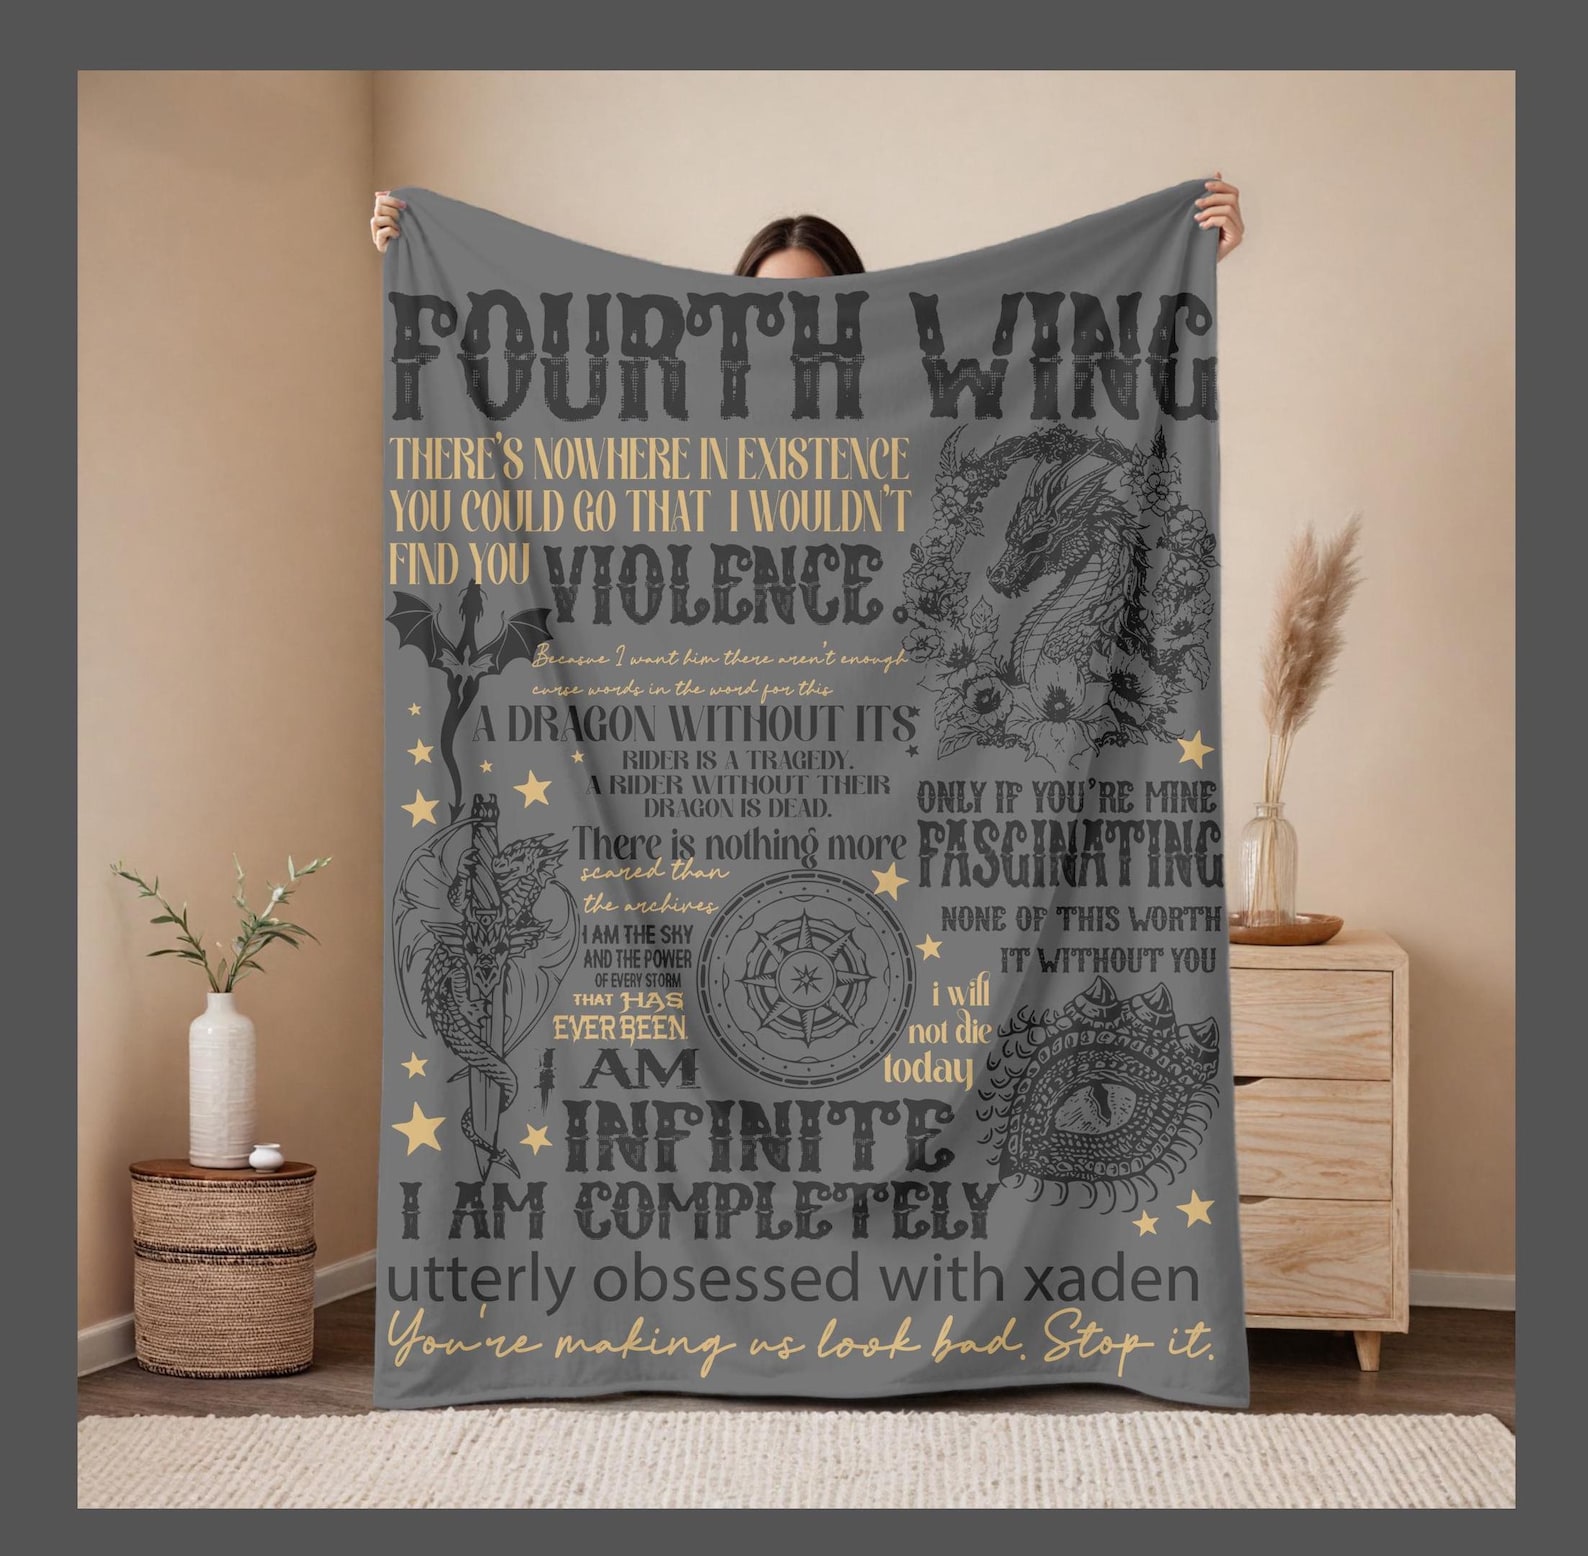 FOURTH WING
THERE'S NOWHERE IN EXISTENCE
YOU COULD GO THAT I WOULDN'T
FIND YOU VIOLENCE.
Becasue I want him there aren't enough
curse words in the word for this
A DRAGON WITHOUT ITS
RIDER IS A TRAGEDY.
A RIDER WITHOUT THEIR
DRAGON IS DEAD.
There is nothing more
scared than
the archives
I AM THE SKY
AND THE POWER
OF EVERY STORM
THAT HAS
EVER BEEN.
I AM
INFINITE
ONLY IF YOU'RE MINE
FASCINATING
NONE OF THIS WORTH
IT WITHOUT YOU
i will
not die
today
I AM COMPLETELY
utterly obsessed with xaden
You're making us look bad. Stop it.